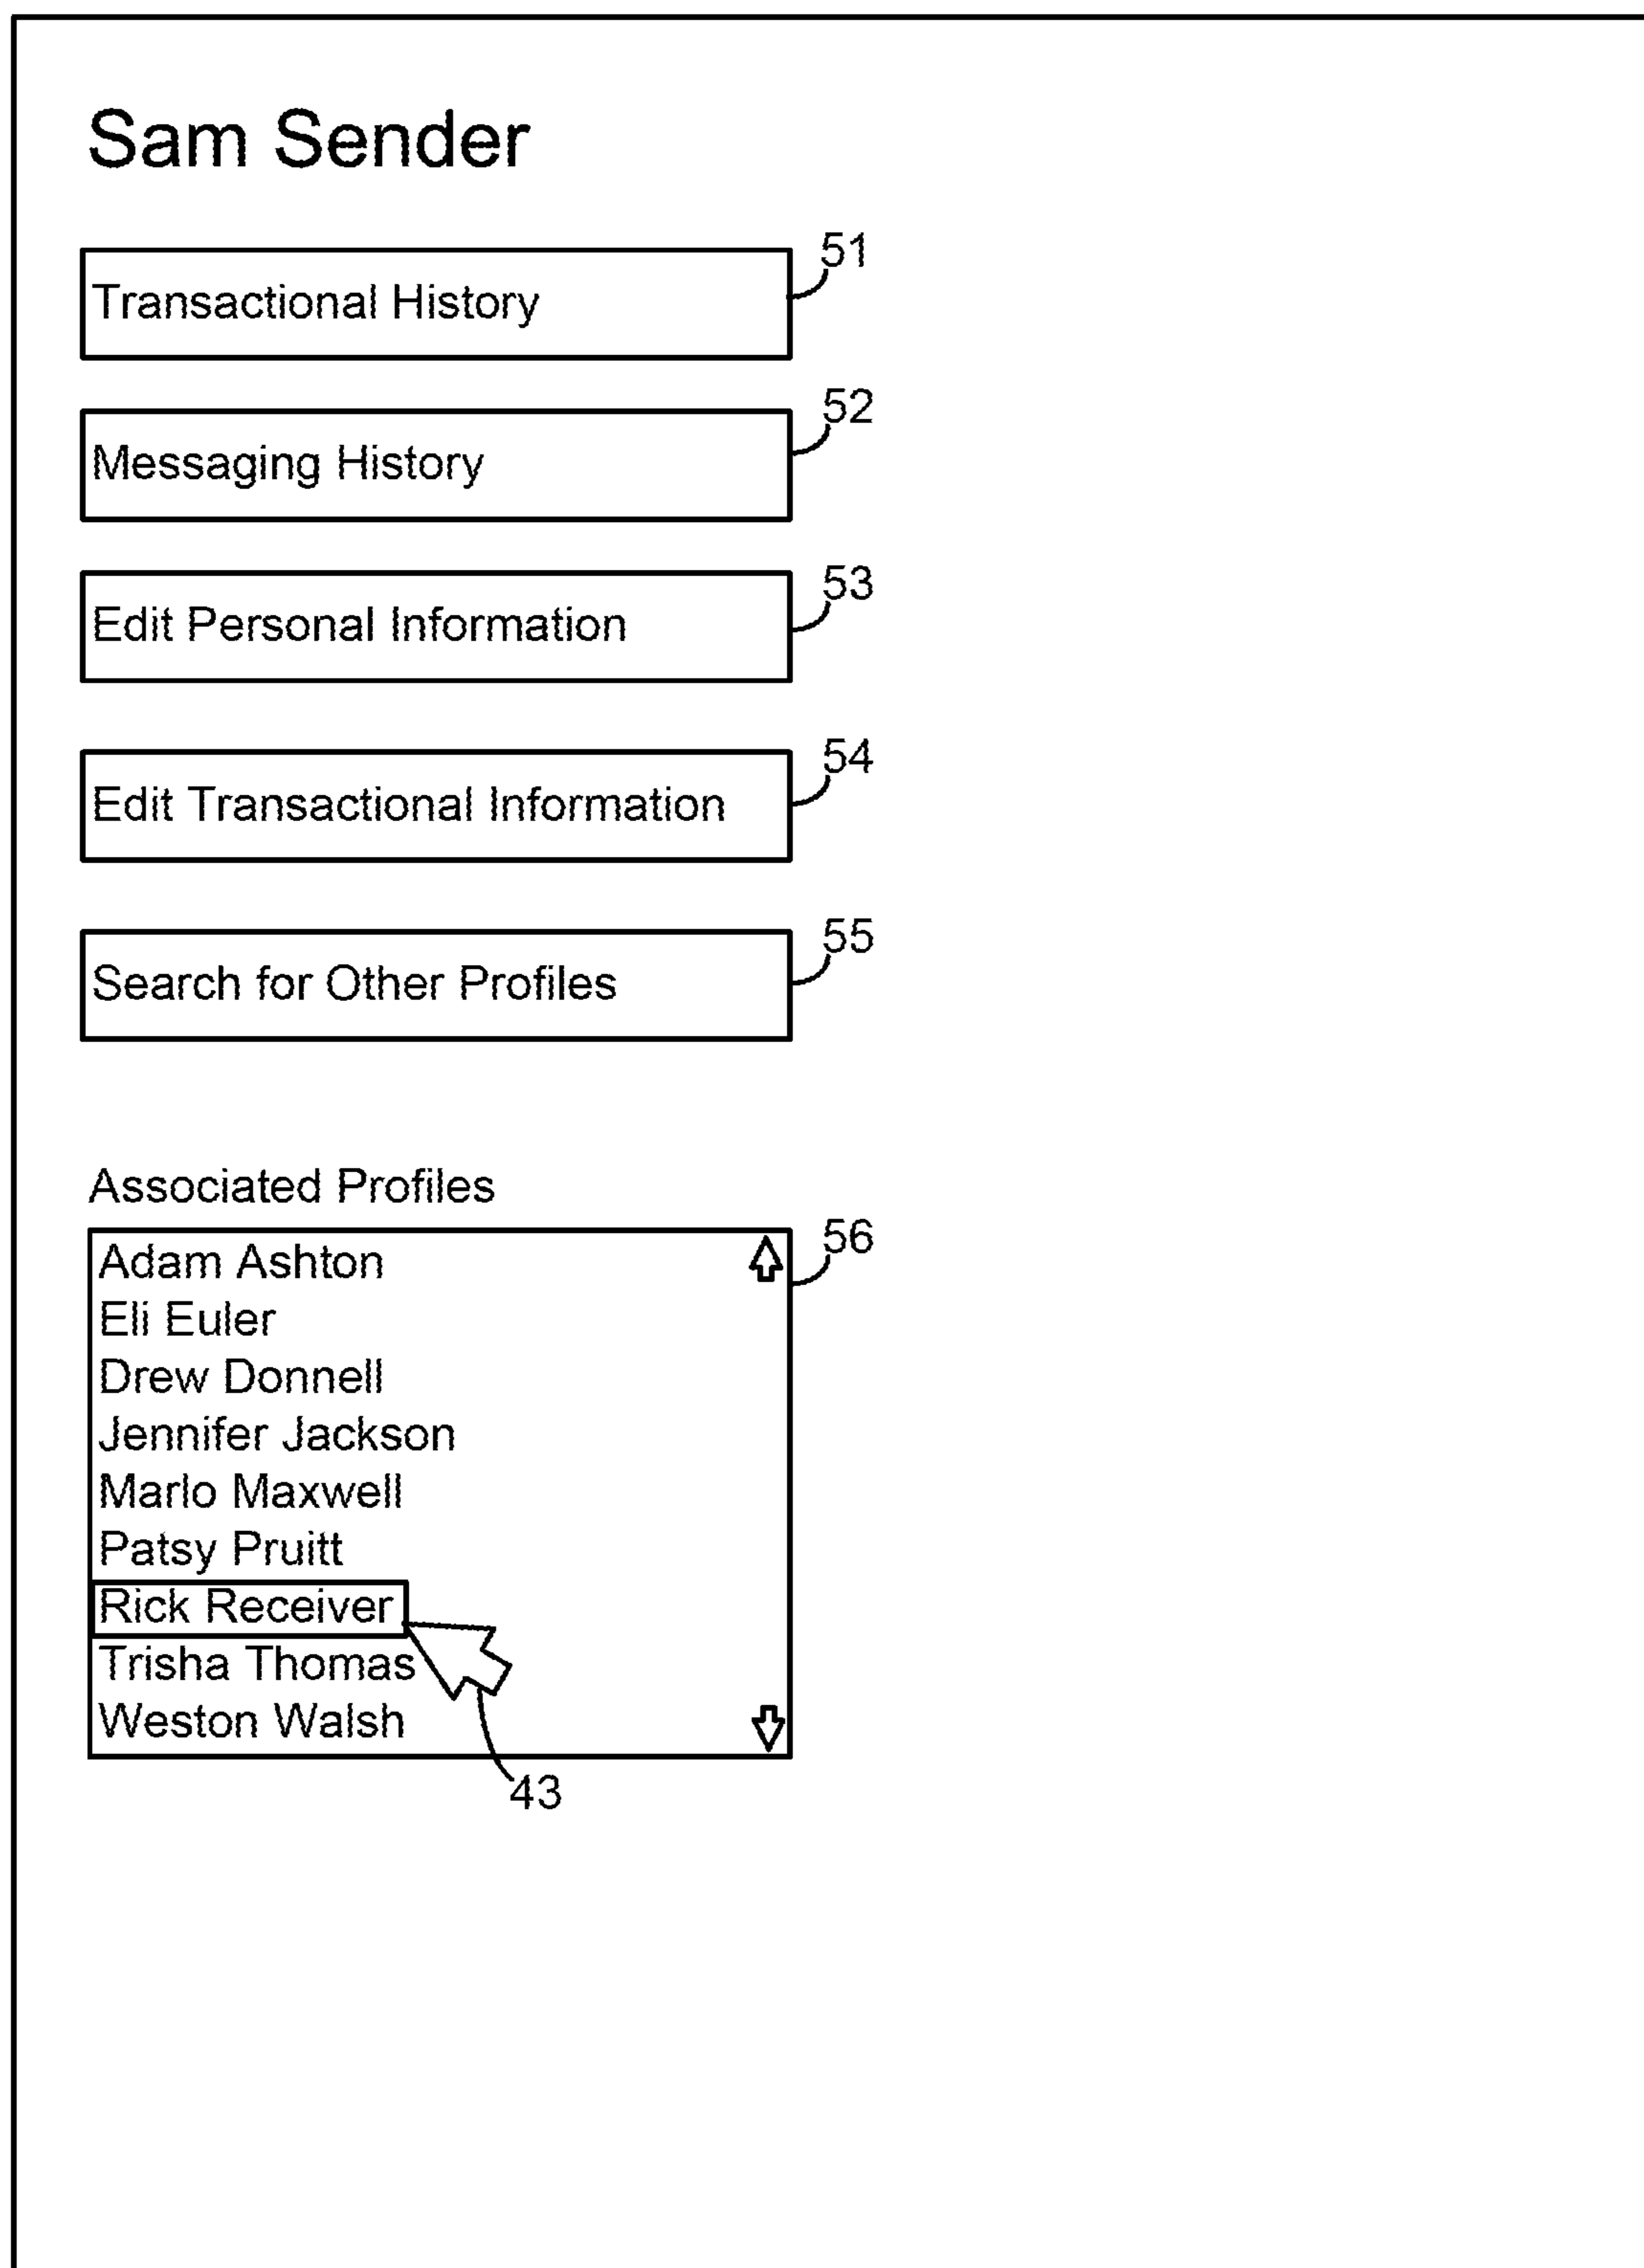 Sam Sender
51
Transactional History
52
Messaging History
53
Edit Personal Information
54
Edit Transactional Information
55
Search for Other Profiles
Associated Profiles
56
Adam Ashton
Eli Euler
Drew Donnell
Jennifer Jackson
Marlo Maxwell
Patsy Pruitt
Rick Receiver
Trisha Thomas
Weston Walsh
43